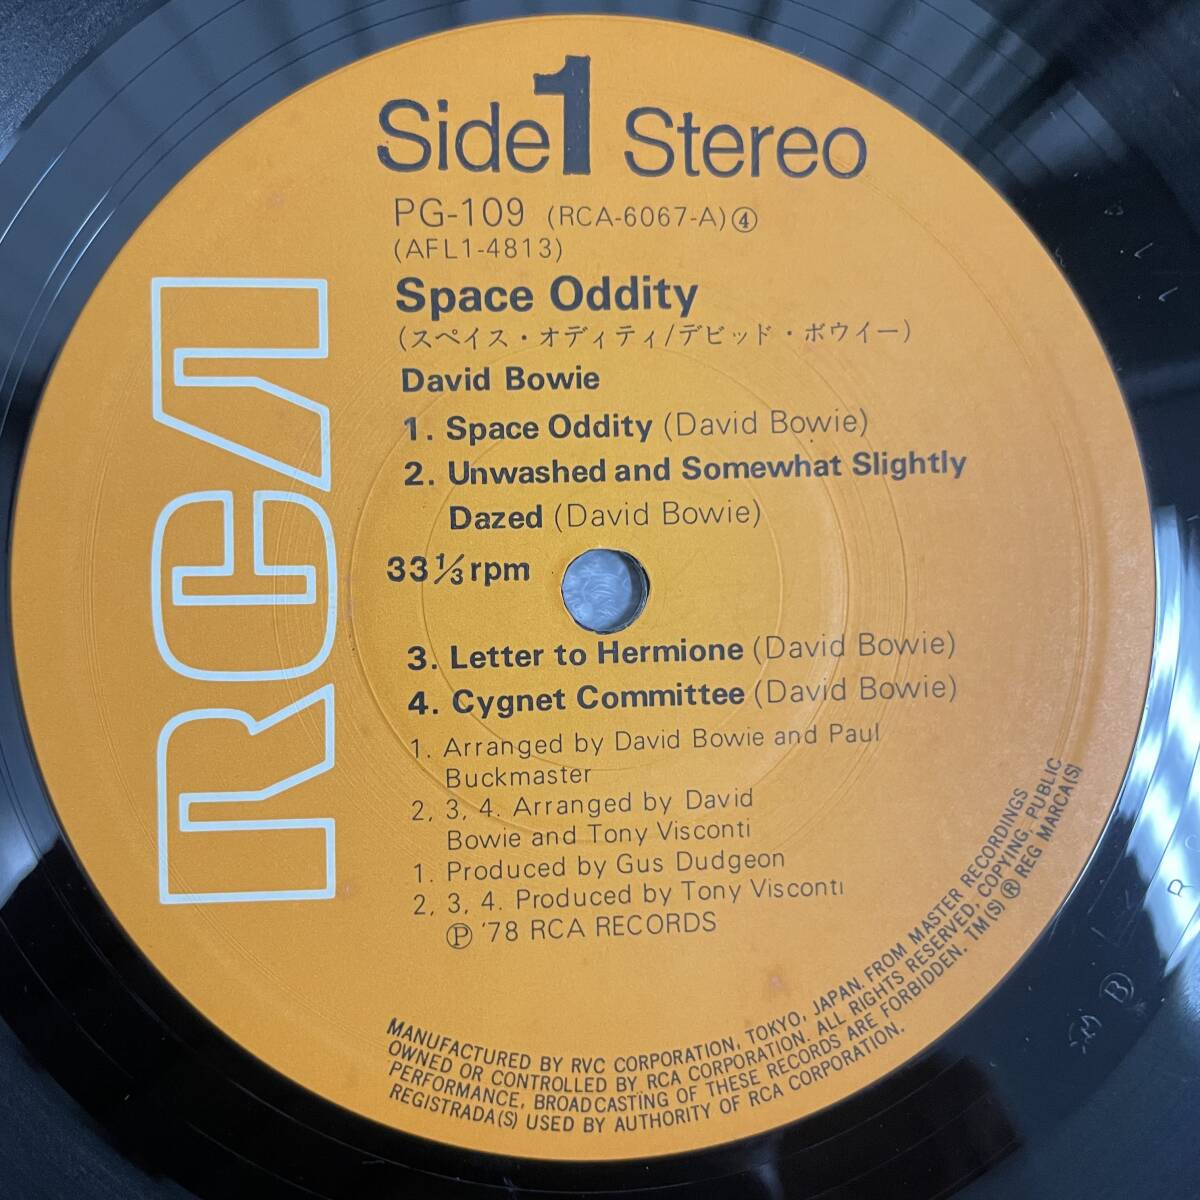 Side 1 Stereo
PG-109 (RCA-6067-A)④
(AFL1-4813)
Space Oddity
(スペイス・オディティ/デビッド・ボウイー)
David Bowie
1. Space Oddity (David Bowie)
2. Unwashed and Somewhat Slightly
Dazed (David Bowie)
33 1/3 rpm
3. Letter to Hermione (David Bowie)
4. Cygnet Committee (David Bowie)
1. Arranged by David Bowie and Paul
Buckmaster
2, 3, 4. Arranged by David
Bowie and Tony Visconti
1. Produced by Gus Dudgeon
2, 3, 4. Produced by Tony Visconti
Ⓟ '78 RCA RECORDS
RCA
MANUFACTURED BY RVC CORPORATION, TOKYO, JAPAN. FROM MASTER RECORDINGS
OWNED OR CONTROLLED BY RCA CORPORATION. ALL RIGHTS RESERVED. COPYING, PUBLIC
PERFORMANCE, BROADCASTING OF THESE RECORDS ARE FORBIDDEN. TM(S) ® REG MARCA(S)
REGISTRADA(S) USED BY AUTHORITY OF RCA CORPORATION.
B